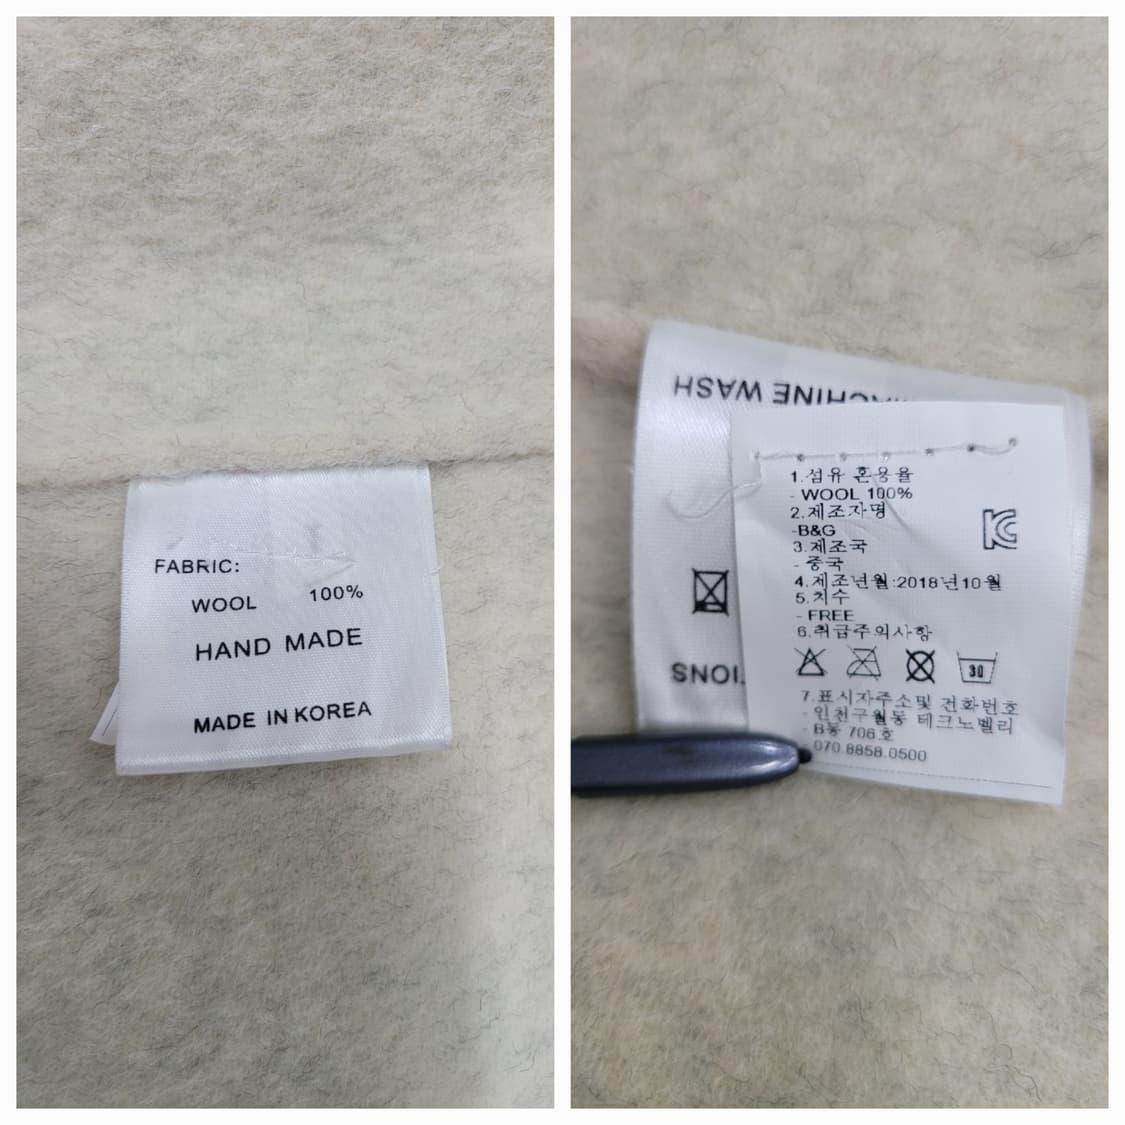 FABRIC:
WOOL 100%
HAND MADE
MADE IN KOREA
MACHINE WASH
1.섬유 혼용율
- WOOL 100%
2.제조자명
-B&G
3.제조국
- 중국
4.제조년월:2018년10월
5.치수
- FREE
6.취급주의사항
30
7.표시자주소및 전화번호
- 인천구월동 테크노벨리
- B동 706호
070.8858.0500